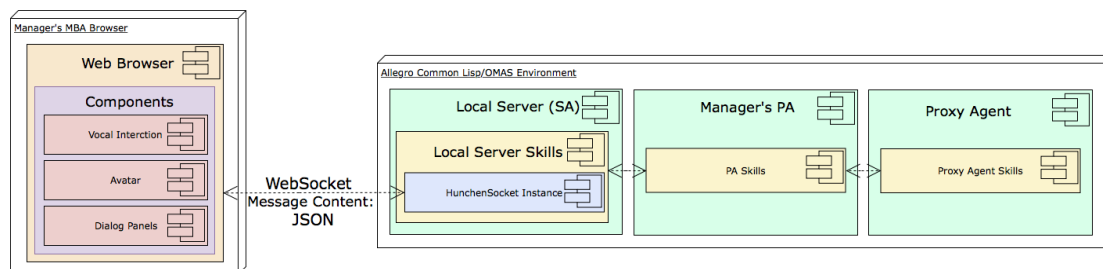 Manager's MBA Browser
Web Browser
Components
Vocal Interction
Avatar
Dialog Panels
WebSocket
Message Content:
JSON
Allegro Common Lisp/OMAS Environment
Local Server (SA)
Local Server Skills
HunchenSocket Instance
Manager's PA
PA Skills
Proxy Agent
Proxy Agent Skills